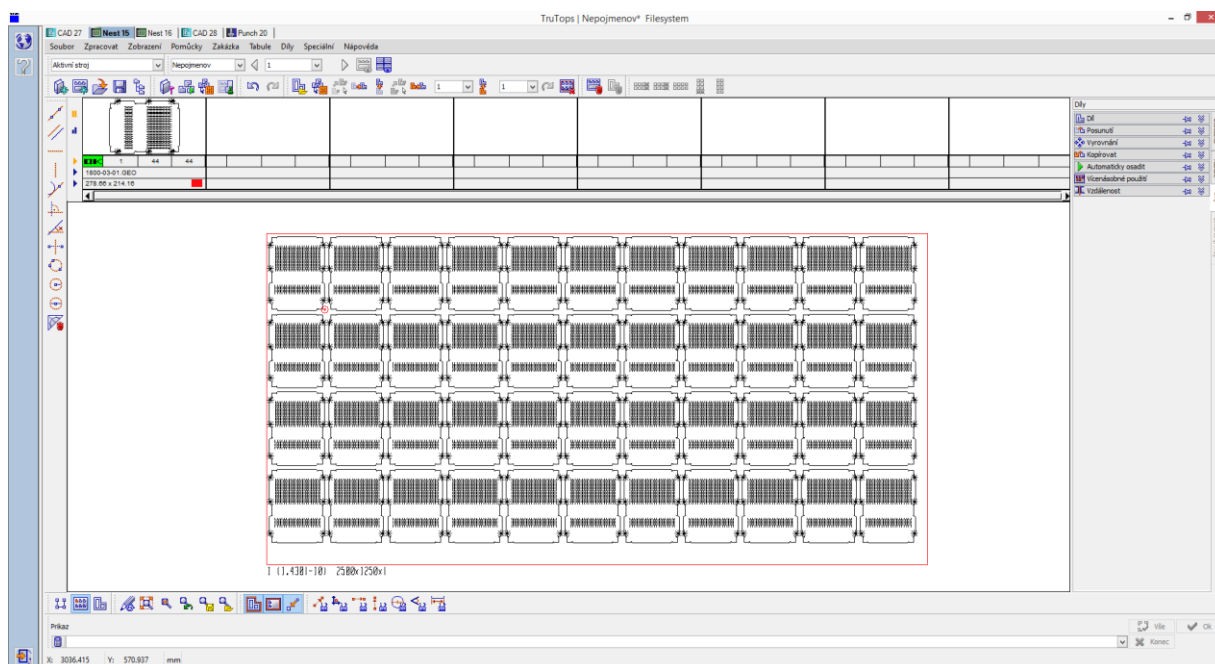 TruTops | Nepojmenov* Filesystem
CAD 27 Nest 15 Nest 16 CAD 28 Punch 20
Soubor Zpracovat Zobrazení Pomůcky Zakázka Tabule Díly Speciální Nápověda
Aktivní stroj Nepojmenov 1
1 1
Díly
Díl
Posunutí
Vyrovnání
Kopírovat
Automaticky osadit
Vícenásobné použití
Vzdálenost
1 44 44
1800-03-01.GEO
278.66 x 214.16
1 (1.4301-10) 2500x1250x1
Příkaz
Vše Ok
Konec
X: 3036.415 Y: 570.937 mm